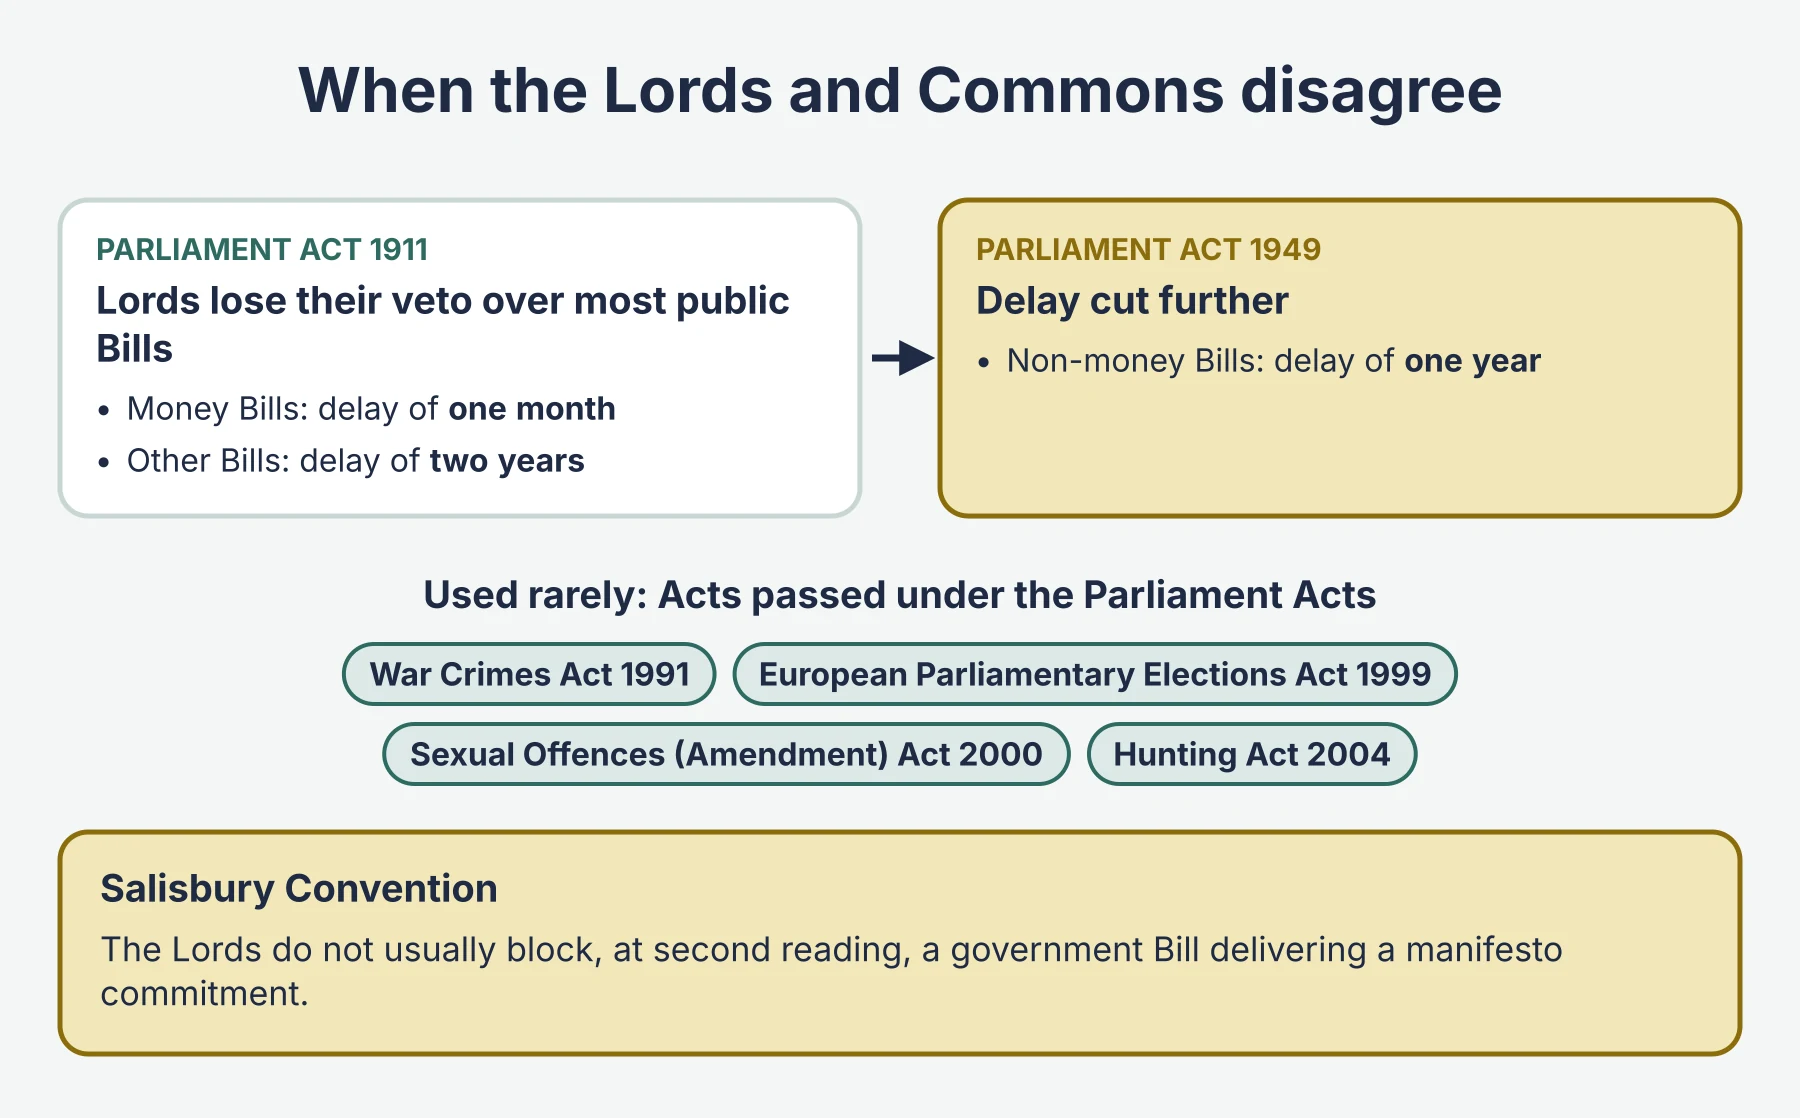 When the Lords and Commons disagree
PARLIAMENT ACT 1911
Lords lose their veto over most public
Bills
• Money Bills: delay of one month
• Other Bills: delay of two years
PARLIAMENT ACT 1949
Delay cut further
• Non-money Bills: delay of one year
Used rarely: Acts passed under the Parliament Acts
War Crimes Act 1991
European Parliamentary Elections Act 1999
Sexual Offences (Amendment) Act 2000
Hunting Act 2004
Salisbury Convention
The Lords do not usually block, at second reading, a government Bill delivering a manifesto
commitment.